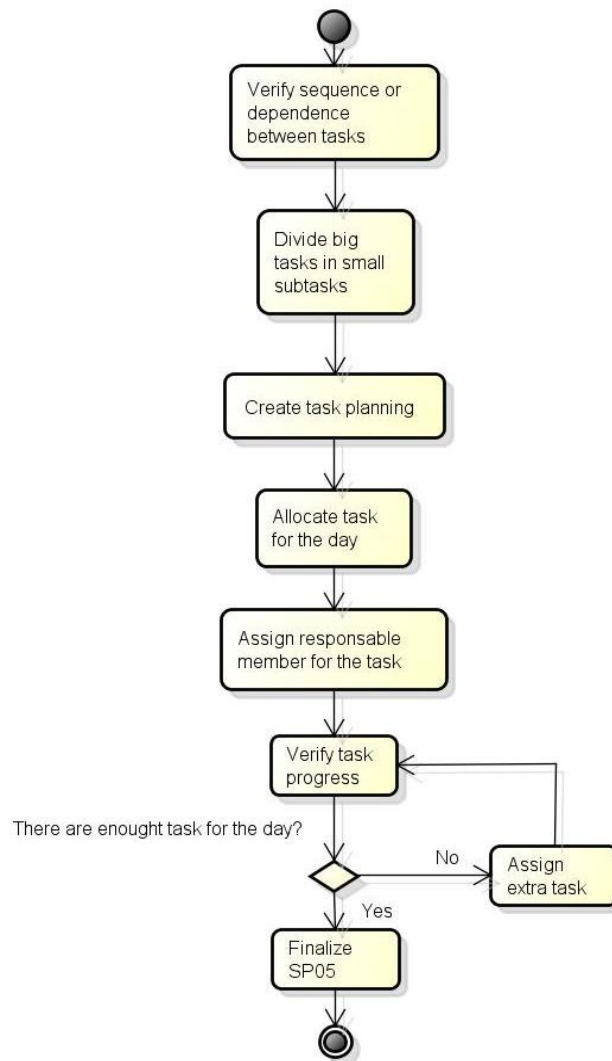 Verify sequence or
dependence
between tasks
Divide big
tasks in small
subtasks
Create task planning
Allocate task
for the day
Assign responsable
member for the task
Verify task
progress
There are enought task for the day?
No
Assign
extra task
Yes
Finalize
SP05